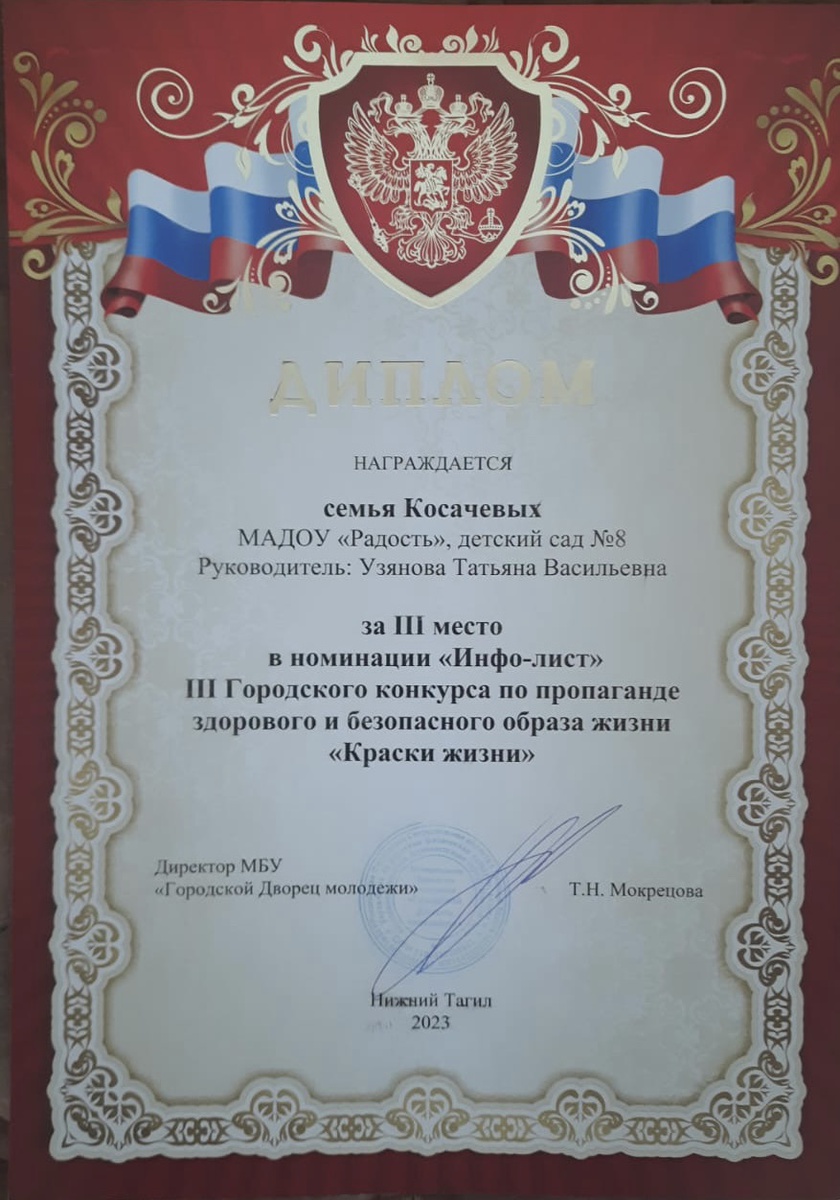 ДИПЛОМ
НАГРАЖДАЕТСЯ
семья Косачевых
МАДОУ «Радость», детский сад №8
Руководитель: Узянова Татьяна Васильевна
за III место
в номинации «Инфо-лист»
III Городского конкурса по пропаганде
здорового и безопасного образа жизни
«Краски жизни»
Директор МБУ
«Городской Дворец молодежи»
Т.Н. Мокрецова
Нижний Тагил
2023